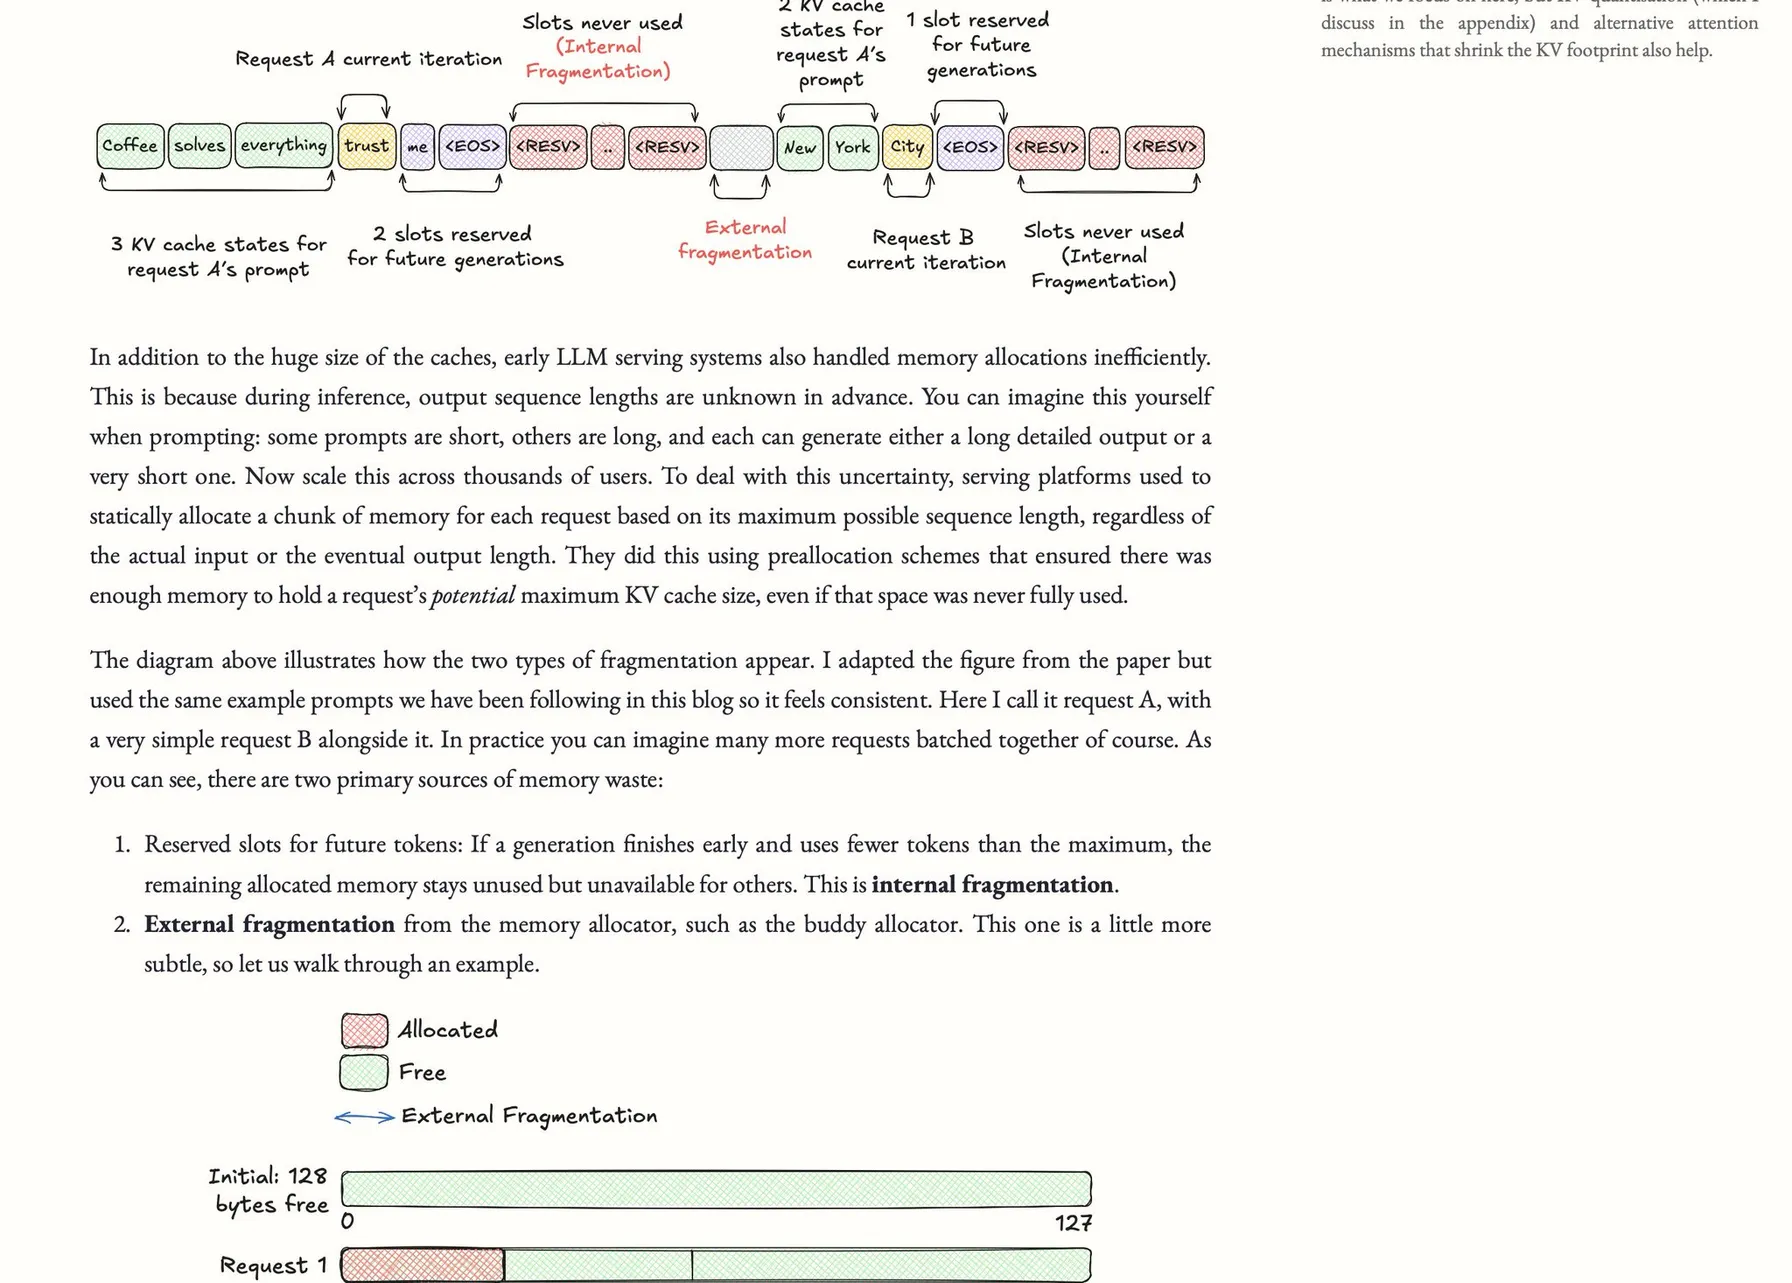 2 KV cache
states for
request A's
prompt
1 slot reserved
for future
generations
Slots never used
(Internal
Fragmentation)
Request A current iteration
Coffee solves everything trust me <EOS> <RESV> .. <RESV> New York City <EOS> <RESV> .. <RESV>
3 KV cache states for
request A's prompt
2 slots reserved
for future generations
External
fragmentation
Request B
current iteration
Slots never used
(Internal
Fragmentation)
discuss in the appendix) and alternative attention
mechanisms that shrink the KV footprint also help.
In addition to the huge size of the caches, early LLM serving systems also handled memory allocations inefficiently.
This is because during inference, output sequence lengths are unknown in advance. You can imagine this yourself
when prompting: some prompts are short, others are long, and each can generate either a long detailed output or a
very short one. Now scale this across thousands of users. To deal with this uncertainty, serving platforms used to
statically allocate a chunk of memory for each request based on its maximum possible sequence length, regardless of
the actual input or the eventual output length. They did this using preallocation schemes that ensured there was
enough memory to hold a request's potential maximum KV cache size, even if that space was never fully used.
The diagram above illustrates how the two types of fragmentation appear. I adapted the figure from the paper but
used the same example prompts we have been following in this blog so it feels consistent. Here I call it request A, with
a very simple request B alongside it. In practice you can imagine many more requests batched together of course. As
you can see, there are two primary sources of memory waste:
1. Reserved slots for future tokens: If a generation finishes early and uses fewer tokens than the maximum, the
remaining allocated memory stays unused but unavailable for others. This is internal fragmentation.
2. External fragmentation from the memory allocator, such as the buddy allocator. This one is a little more
subtle, so let us walk through an example.
Allocated
Free
External Fragmentation
Initial: 128
bytes free
0
127
Request 1